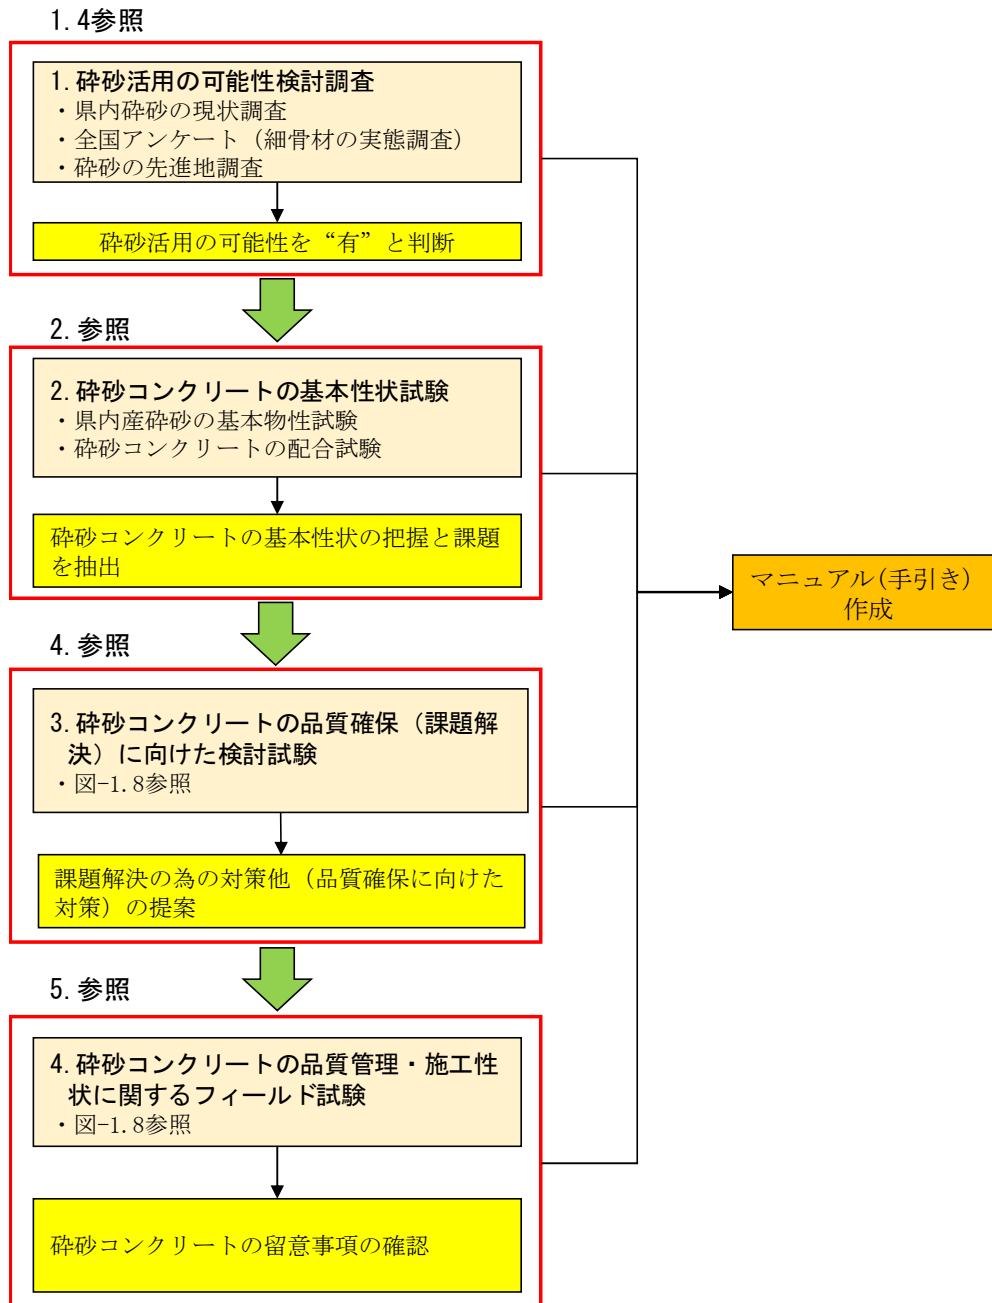 1.4参照
1.砕砂活用の可能性検討調査
・県内砕砂の現状調査
・全国アンケート（細骨材の実態調査）
・砕砂の先進地調査
砕砂活用の可能性を“有”と判断
2.参照
2.砕砂コンクリートの基本性状試験
・県内産砕砂の基本物性試験
・砕砂コンクリートの配合試験
砕砂コンクリートの基本性状の把握と課題
を抽出
マニュアル(手引き)
作成
4.参照
3.砕砂コンクリートの品質確保（課題解
決）に向けた検討試験
・図-1.8参照
課題解決の為の対策他（品質確保に向けた
対策）の提案
5.参照
4.砕砂コンクリートの品質管理・施工性
状に関するフィールド試験
・図-1.8参照
砕砂コンクリートの留意事項の確認